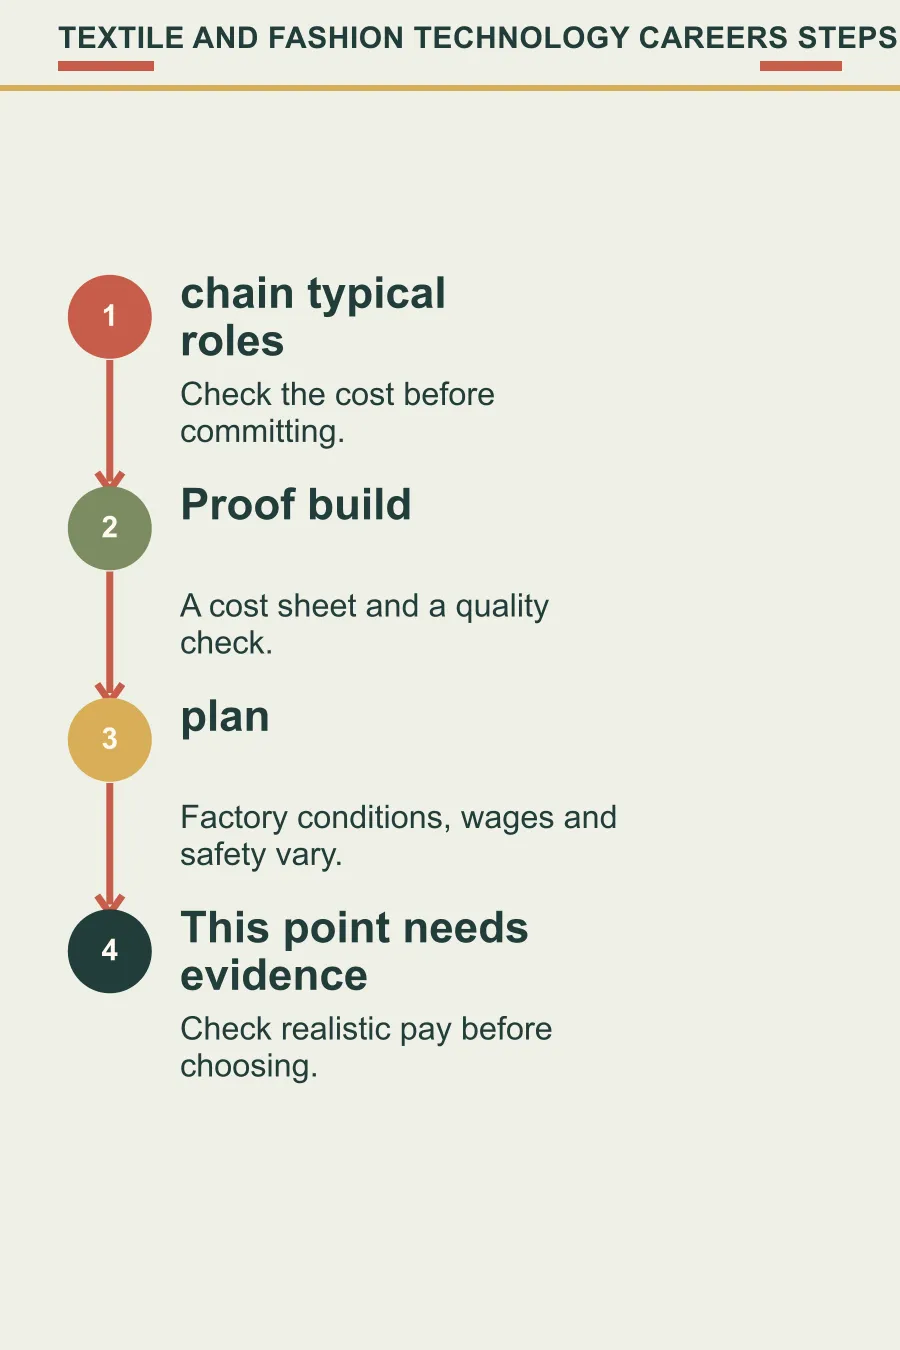 TEXTILE AND FASHION TECHNOLOGY CAREERS STEPS
1
chain typical
roles
Check the cost before
committing.
2
Proof build
A cost sheet and a quality
check.
3
plan
Factory conditions, wages and
safety vary.
4
This point needs
evidence
Check realistic pay before
choosing.